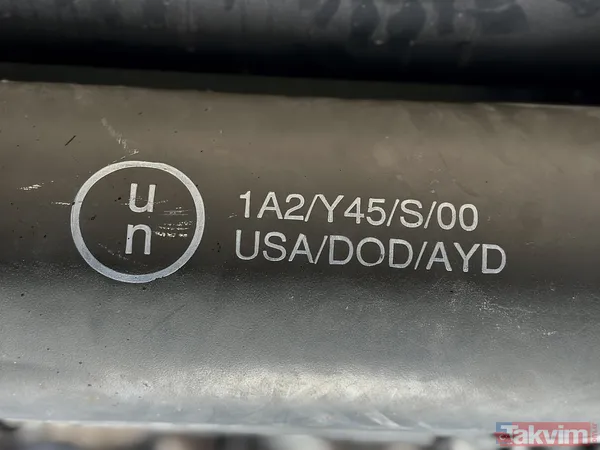 u
n
1A2/Y45/S/00
USA/DOD/AYD
Takvim